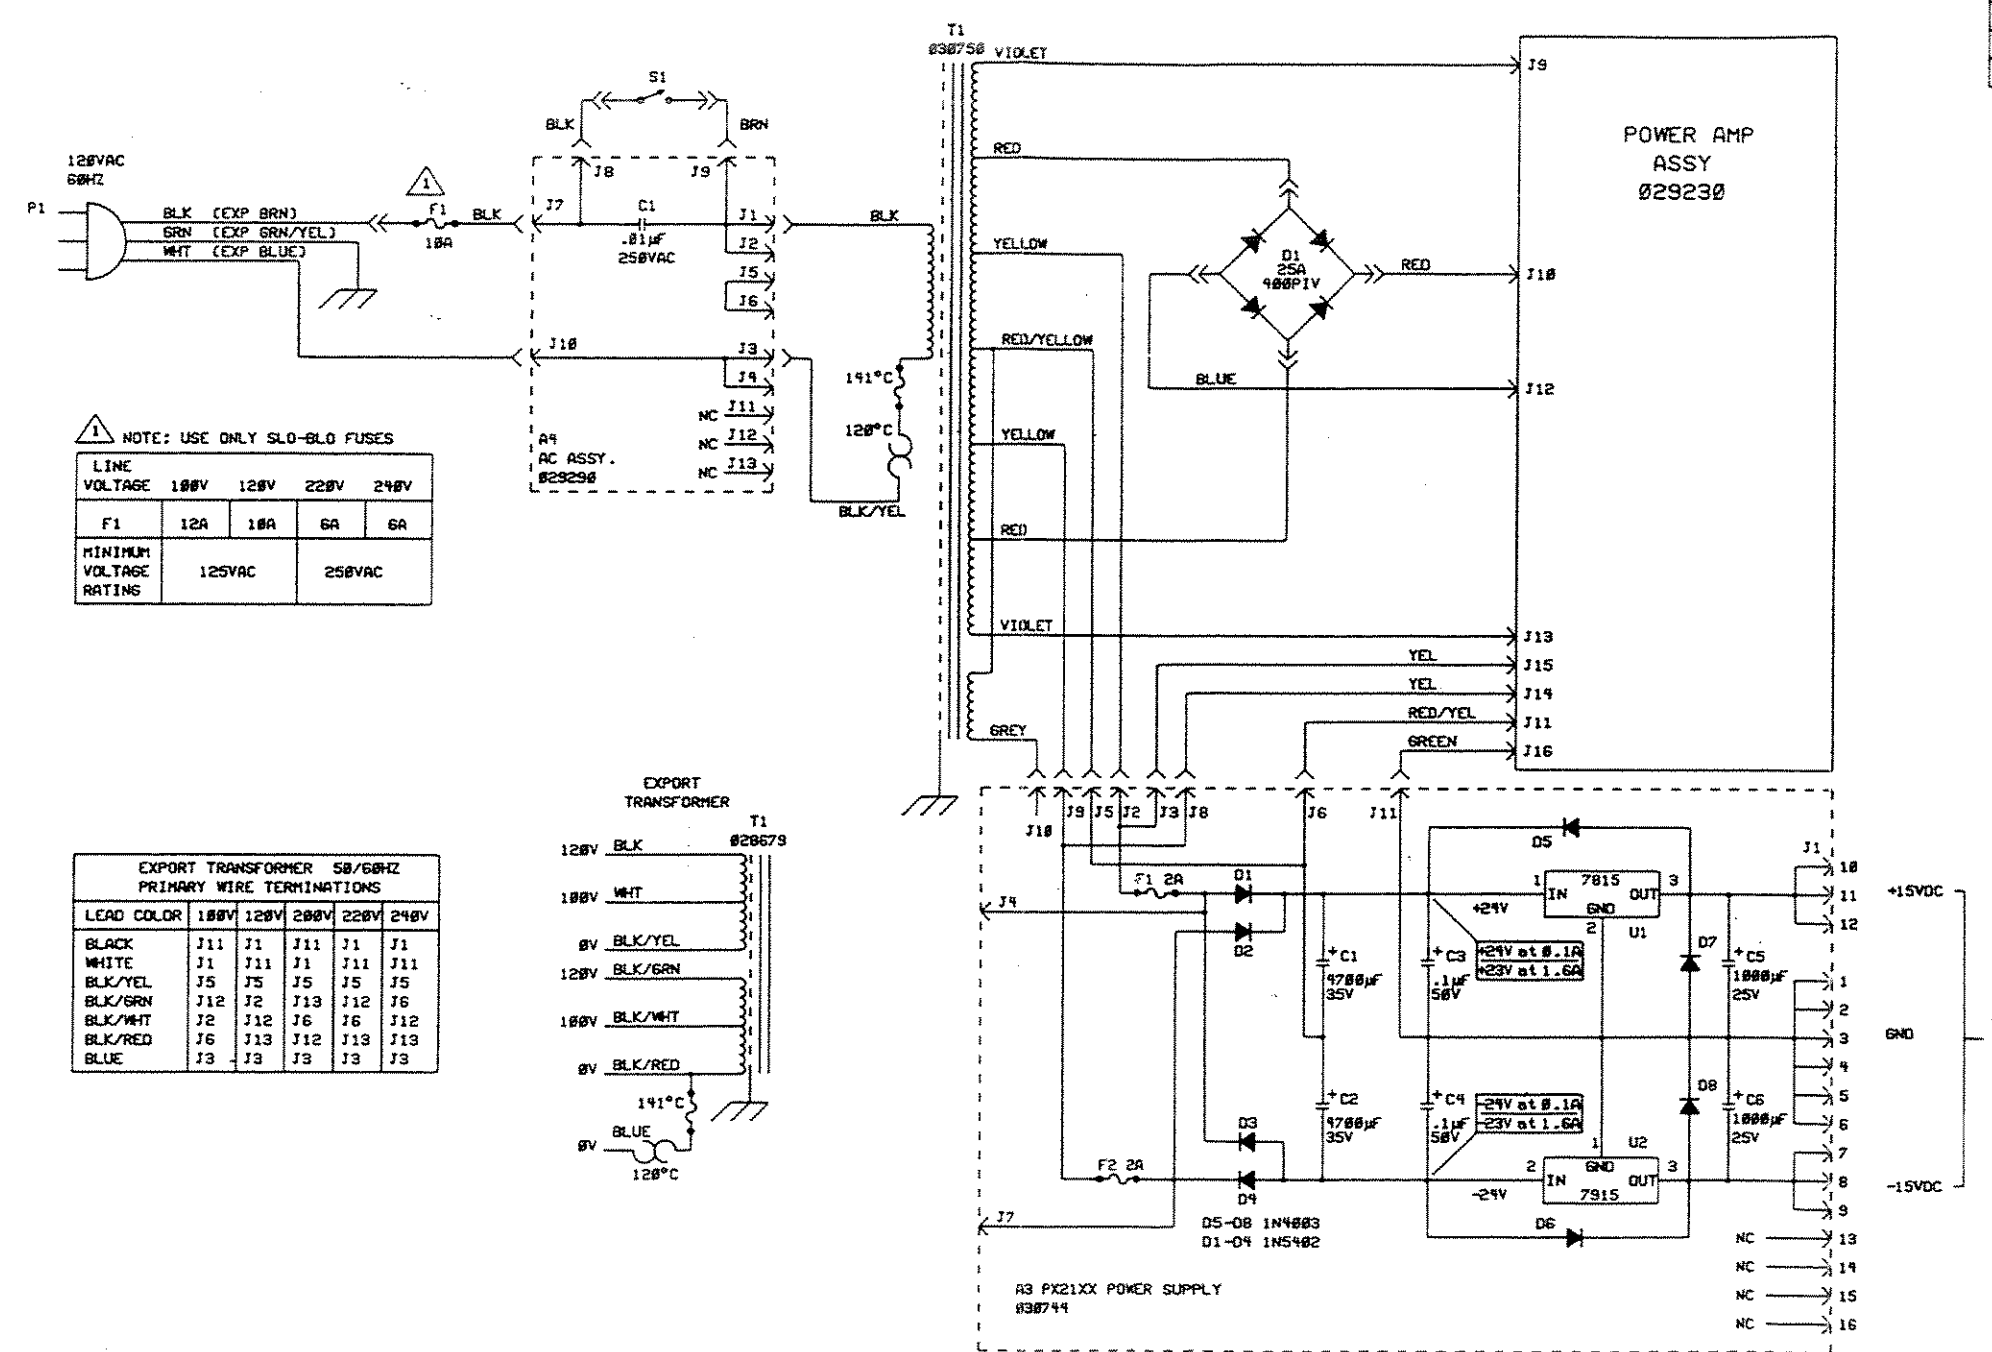 T1
030750
VIOLET
J9
POWER AMP
ASSY
029230
S1
BLK
BRN
120VAC
60HZ
P1
BLK (EXP BRN)
GRN (EXP GRN/YEL)
WHT (EXP BLUE)
1
F1
10A
BLK
J7
J8
J9
C1
.01µF
250VAC
J1
J2
J5
J6
J10
J3
J4
NC J11
NC J12
NC J13
A4
AC ASSY.
029290
BLK
141°C
120°C
BLK/YEL
RED
YELLOW
D1
25A
400PIV
RED
J10
RED/YELLOW
BLUE
J12
YELLOW
RED
VIOLET
J13
YEL
J15
YEL
J14
RED/YEL
J11
GREEN
J16
GREY
1 NOTE: USE ONLY SLO-BLO FUSES
LINE
VOLTAGE 100V 120V 220V 240V
F1 12A 10A 6A 6A
MINIMUM
VOLTAGE 125VAC 250VAC
RATING
EXPORT
TRANSFORMER
T1
028679
120V BLK
100V WHT
0V BLK/YEL
120V BLK/GRN
100V BLK/WHT
0V BLK/RED
141°C
0V BLUE
120°C
EXPORT TRANSFORMER 50/60HZ
PRIMARY WIRE TERMINATIONS
LEAD COLOR 100V 120V 200V 220V 240V
BLACK J11 J1 J11 J1 J1
WHITE J1 J11 J1 J11 J11
BLK/YEL J5 J5 J5 J5 J5
BLK/GRN J12 J2 J13 J12 J6
BLK/WHT J2 J12 J6 J6 J12
BLK/RED J6 J13 J12 J13 J13
BLUE J3 J3 J3 J3 J3
J10
J9
J5
J2
J3
J8
J6
J11
D5
J1
F1 2A
D1
J4
D2
+24V
1 IN 7815 OUT 3
GND
2
U1
+24V at 0.1A
+23V at 1.6A
D7
+ C1
4700µF
35V
+ C3
.1µF
50V
+ C5
1000µF
25V
10
11
12
+15VDC
1
2
3
4
5
6
GND
+ C2
4700µF
35V
+ C4
.1µF
50V
-24V at 0.1A
-23V at 1.6A
D8
+ C6
1000µF
25V
D3
F2 2A
D4
-24V
1
U2
2 IN GND OUT 3
7915
7
8
9
-15VDC
J7
D5-D8 1N4003
D1-D4 1N5402
D6
NC 13
NC 14
NC 15
NC 16
A3 PX21XX POWER SUPPLY
030744